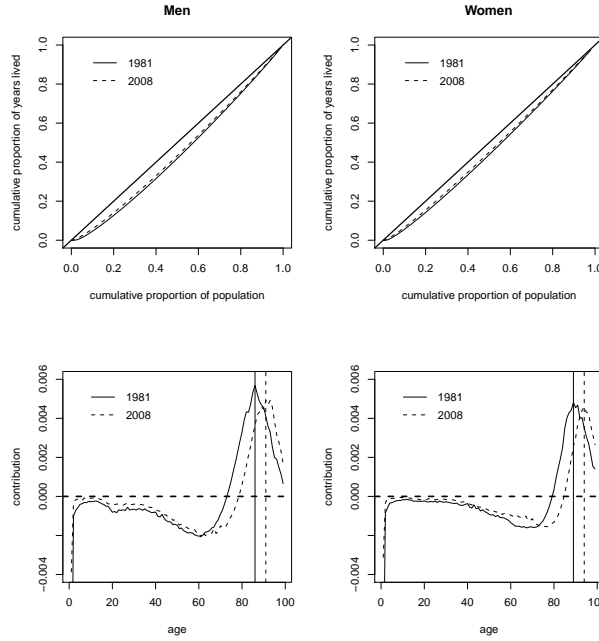 Men
Women
cumulative proportion of years lived
0.0 0.2 0.4 0.6 0.8 1.0
1981
2008
0.0 0.2 0.4 0.6 0.8 1.0
cumulative proportion of population
cumulative proportion of years lived
0.0 0.2 0.4 0.6 0.8 1.0
1981
2008
0.0 0.2 0.4 0.6 0.8 1.0
cumulative proportion of population
contribution
−0.004 0.000 0.002 0.004 0.006
1981
2008
0 20 40 60 80 100
age
contribution
−0.004 0.000 0.002 0.004 0.006
1981
2008
0 20 40 60 80 100
age